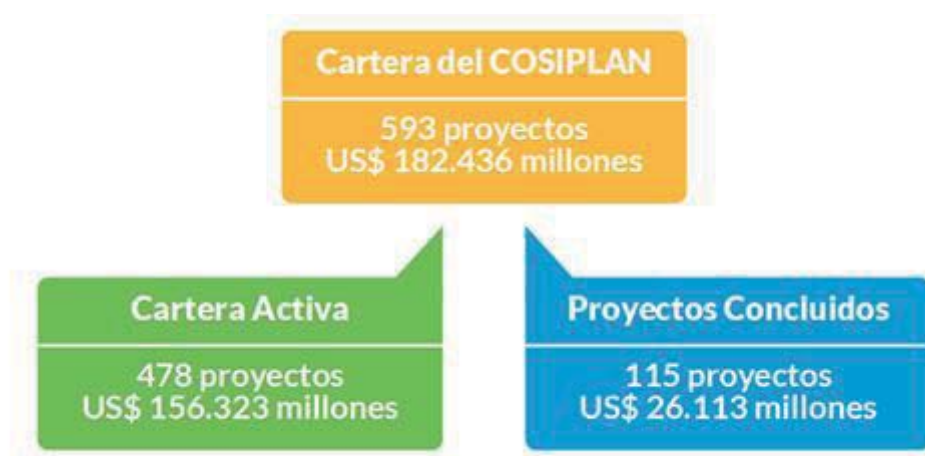 Cartera del COSIPLAN
593 proyectos
US$ 182.436 millones
Cartera Activa
478 proyectos
US$ 156.323 millones
Proyectos Concluidos
115 proyectos
US$ 26.113 millones